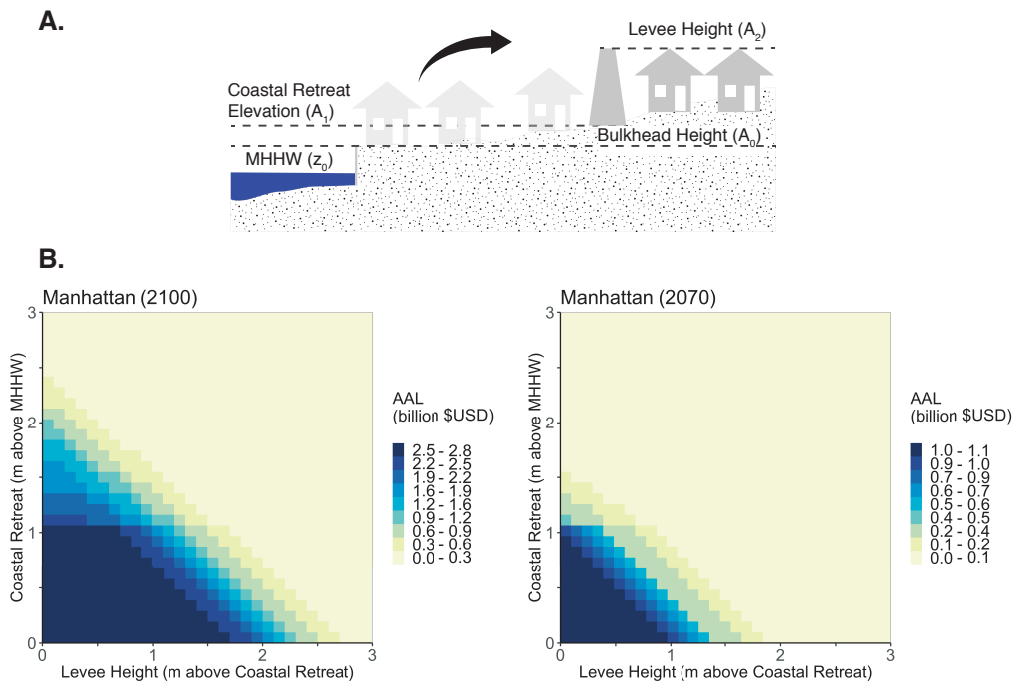 A.
Levee Height (A2)
Coastal Retreat
Elevation (A1)
Bulkhead Height (A0)
MHHW (z0)
B.
Manhattan (2100)
3
2
1
0
0
1
2
3
Coastal Retreat (m above MHHW)
Levee Height (m above Coastal Retreat)
AAL
(billion $USD)
2.5 - 2.8
2.2 - 2.5
1.9 - 2.2
1.6 - 1.9
1.2 - 1.6
0.9 - 1.2
0.6 - 0.9
0.3 - 0.6
0.0 - 0.3
Manhattan (2070)
3
2
1
0
0
1
2
3
Coastal Retreat (m above MHHW)
Levee Height (m above Coastal Retreat)
AAL
(billion $USD)
1.0 - 1.1
0.9 - 1.0
0.7 - 0.9
0.6 - 0.7
0.5 - 0.6
0.4 - 0.5
0.2 - 0.4
0.1 - 0.2
0.0 - 0.1